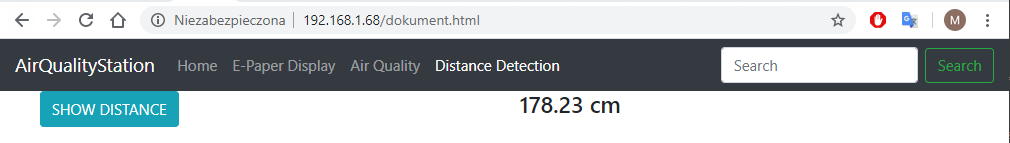 Niezabezpieczona | 192.168.1.68/dokument.html M
AirQualityStation Home E-Paper Display Air Quality Distance Detection Search Search
SHOW DISTANCE 178.23 cm